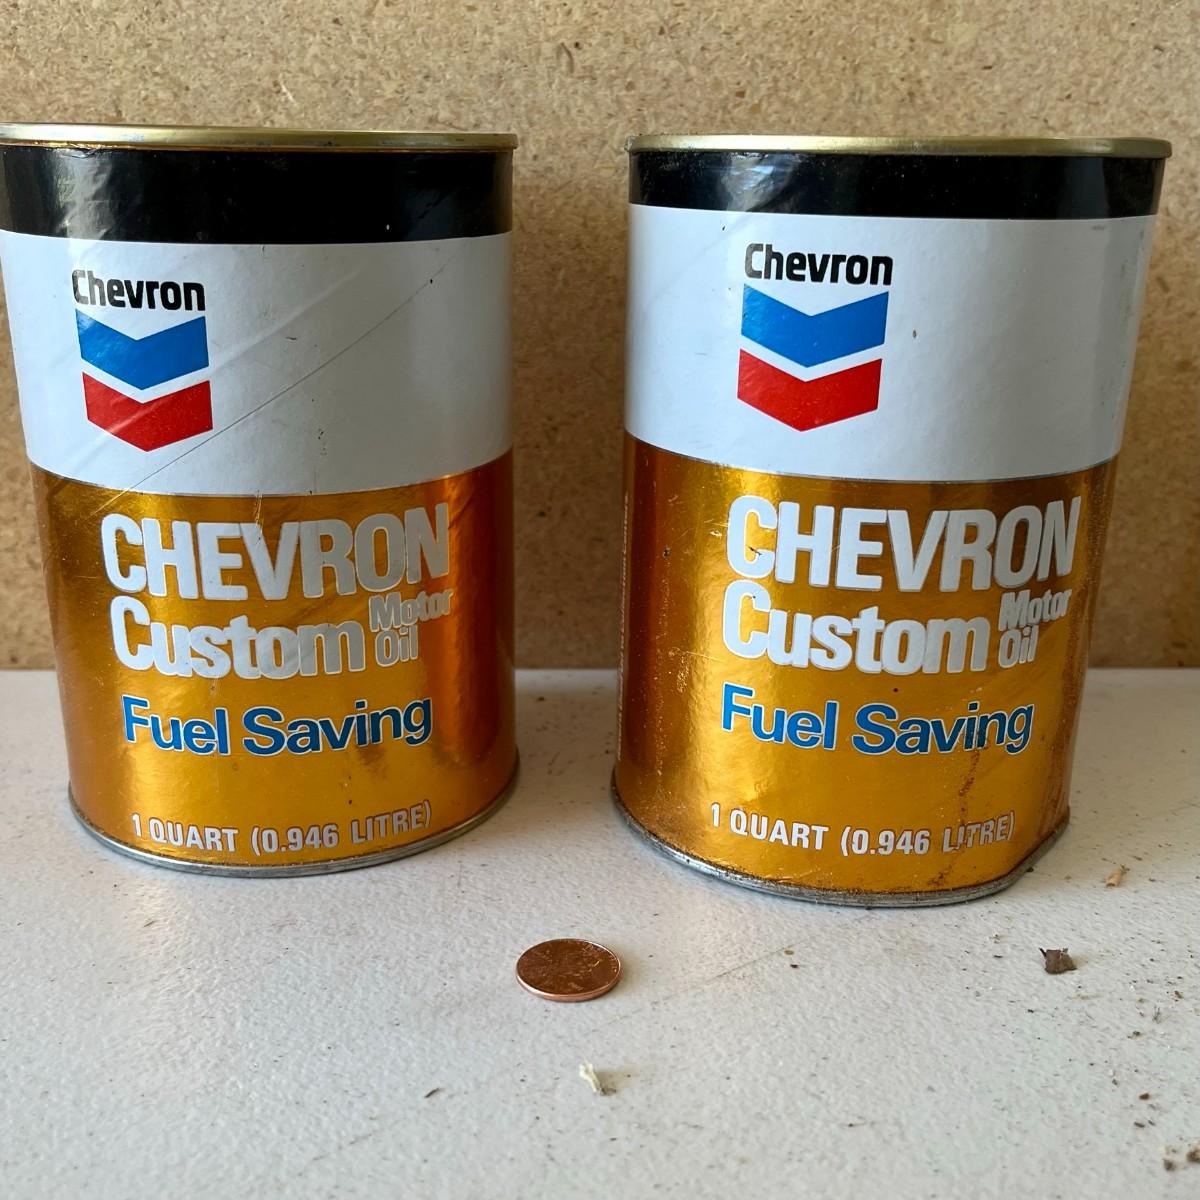 Chevron
CHEVRON
Custom Motor Oil
Fuel Saving
1 QUART (0.946 LITRE)
Chevron
CHEVRON
Custom Motor Oil
Fuel Saving
1 QUART (0.946 LITRE)